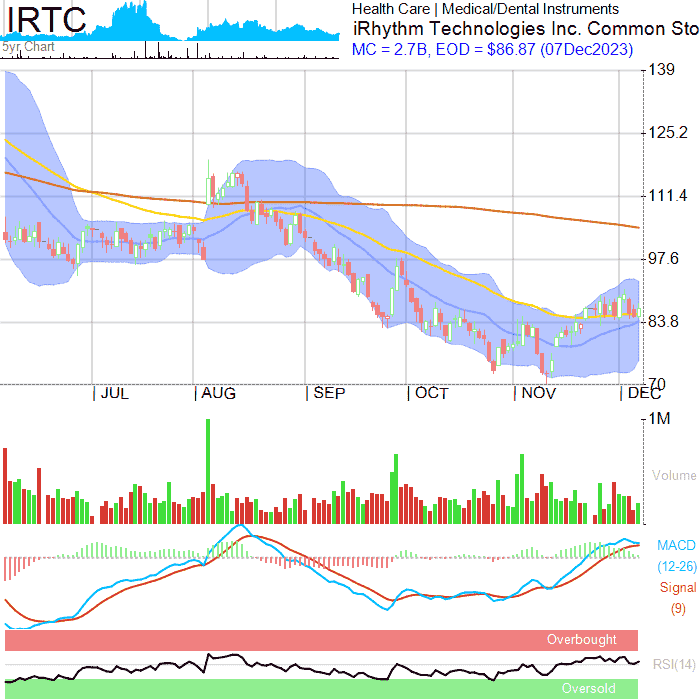 IRTC
5yr Chart
Health Care | Medical/Dental Instruments
iRhythm Technologies Inc. Common Sto
MC = 2.7B, EOD = $86.87 (07Dec2023)
139
125.2
111.4
97.6
83.8
70
JUL AUG SEP OCT NOV DEC
1M
Volume
MACD
(12-26)
Signal
(9)
Overbought
RSI(14)
Oversold